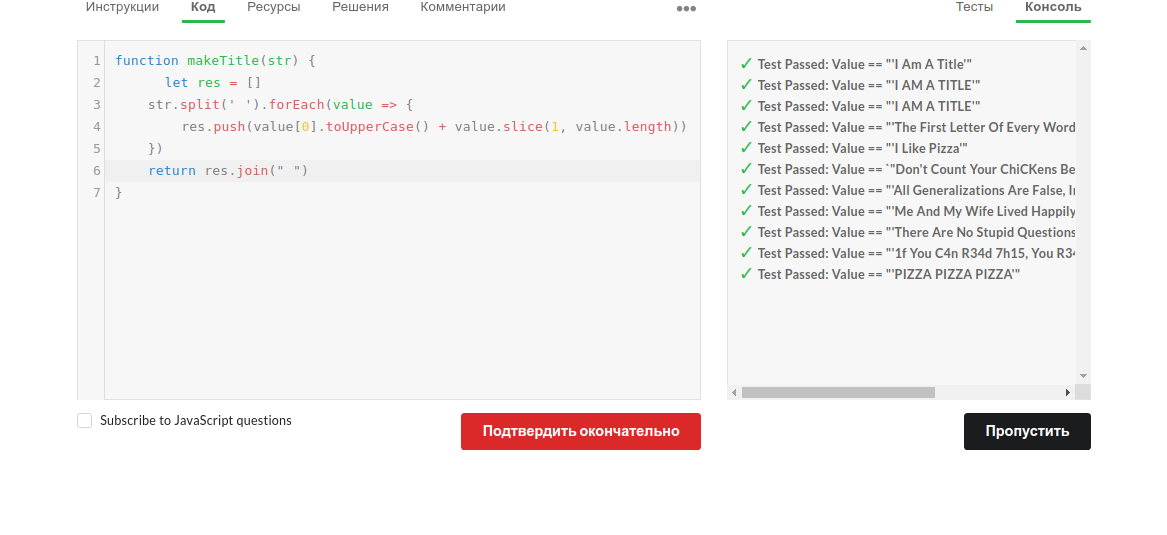 Инструкции Код Ресурсы Решения Комментарии ••• Тесты Консоль
1 function makeTitle(str) {
2 let res = []
3 str.split(' ').forEach(value => {
4 res.push(value[0].toUpperCase() + value.slice(1, value.length))
5 })
6 return res.join(" ")
7 }
✓ Test Passed: Value == "'I Am A Title'"
✓ Test Passed: Value == "'I AM A TITLE'"
✓ Test Passed: Value == "'I AM A TITLE'"
✓ Test Passed: Value == "'The First Letter Of Every Word
✓ Test Passed: Value == "'I Like Pizza'"
✓ Test Passed: Value == `"Don't Count Your ChiCKens Be
✓ Test Passed: Value == "'All Generalizations Are False,
✓ Test Passed: Value == "'Me And My Wife Lived Happily
✓ Test Passed: Value == "'There Are No Stupid Questions
✓ Test Passed: Value == "'1f You C4n R34d 7h15, You
✓ Test Passed: Value == "'PIZZA PIZZA PIZZA'"
Subscribe to JavaScript questions
Подтвердить окончательно
Пропустить